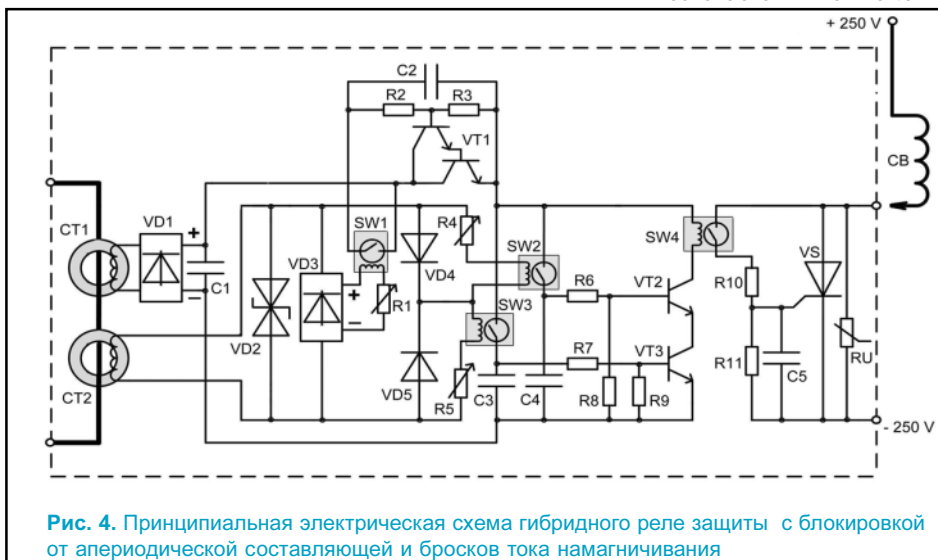 + 250 V
C2
R2
R3
VT1
CB
CT1
VD1
+
−
C1
SW1
R4
SW2
SW4
VD3
+
−
R1
VD4
SW3
VD2
R6
VT2
R10
VS
CT2
VD5
R5
C3
C4
R7
VT3
R8
R9
R11
C5
RU
- 250 V
Рис. 4. Принципиальная электрическая схема гибридного реле защиты с блокировкой
от апериодической составляющей и бросков тока намагничивания